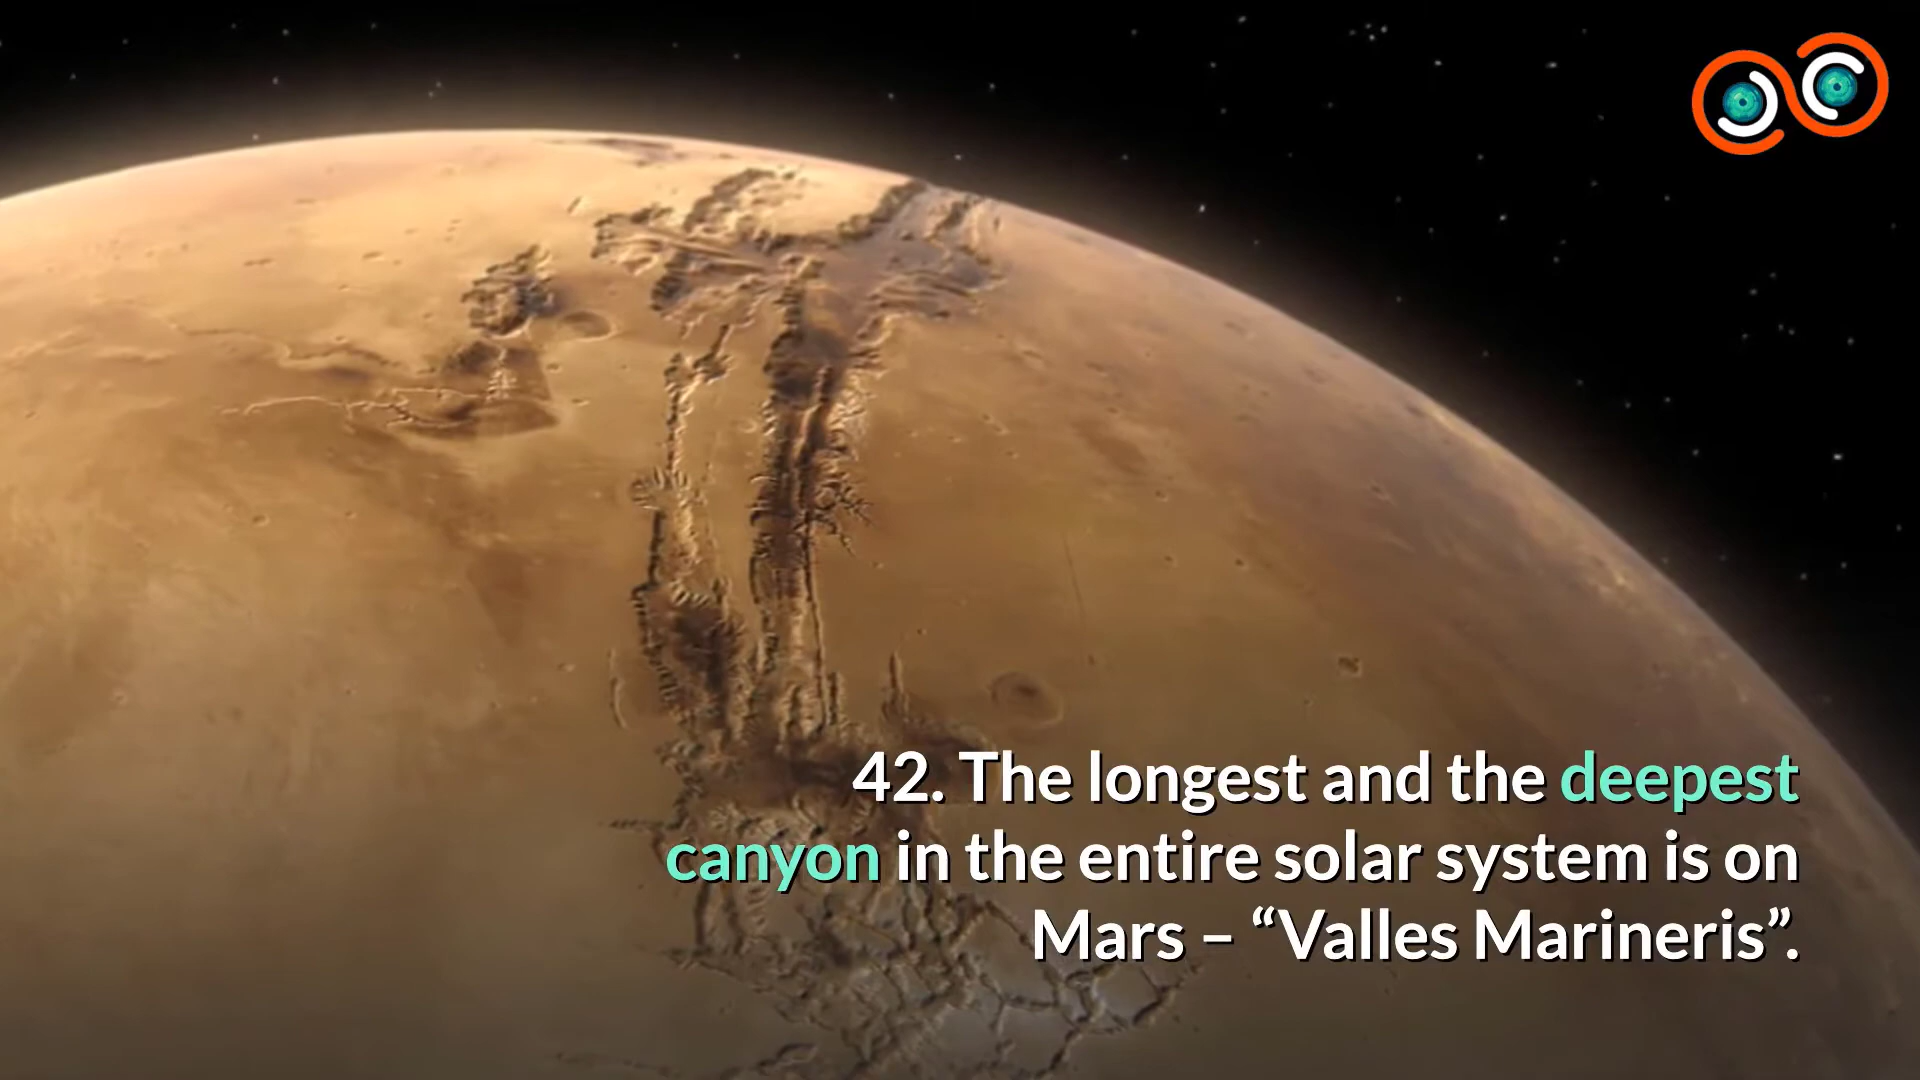 42. The longest and the deepest
canyon in the entire solar system is on
Mars – “Valles Marineris”.